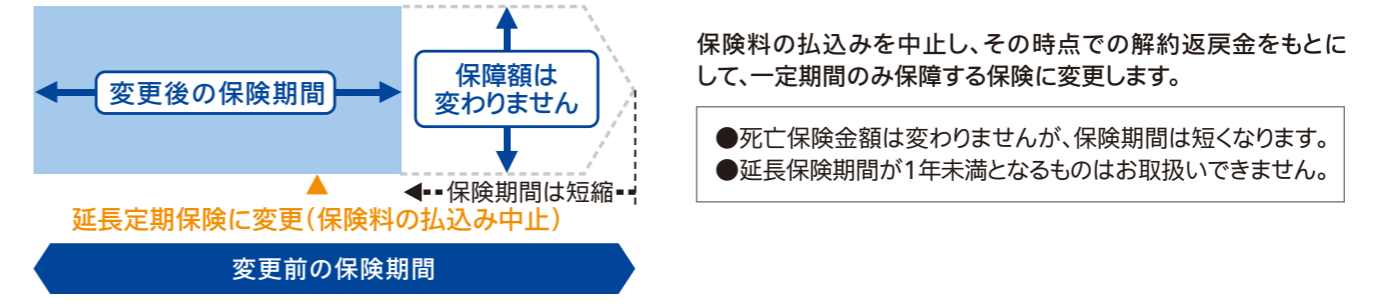 変更後の保険期間
保障額は
変わりません
保険期間は短縮
延長定期保険に変更(保険料の払込み中止)
変更前の保険期間
保険料の払込みを中止し、その時点での解約返戻金をもとに
して、一定期間のみ保障する保険に変更します。
●死亡保険金額は変わりませんが、保険期間は短くなります。
●延長保険期間が1年未満となるものはお取扱いできません。